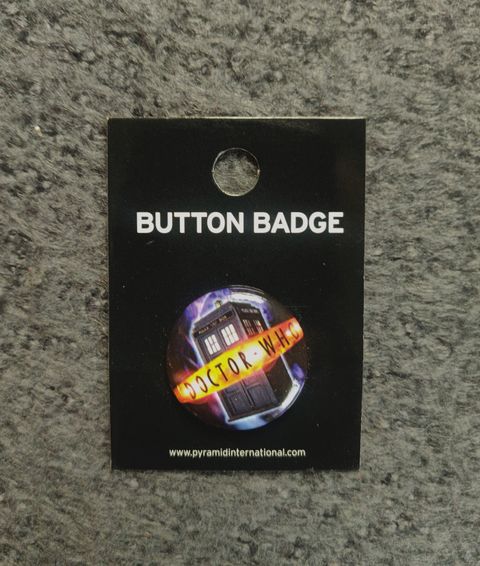 BUTTON BADGE
DOCTOR WHO
www.pyramidinternational.com